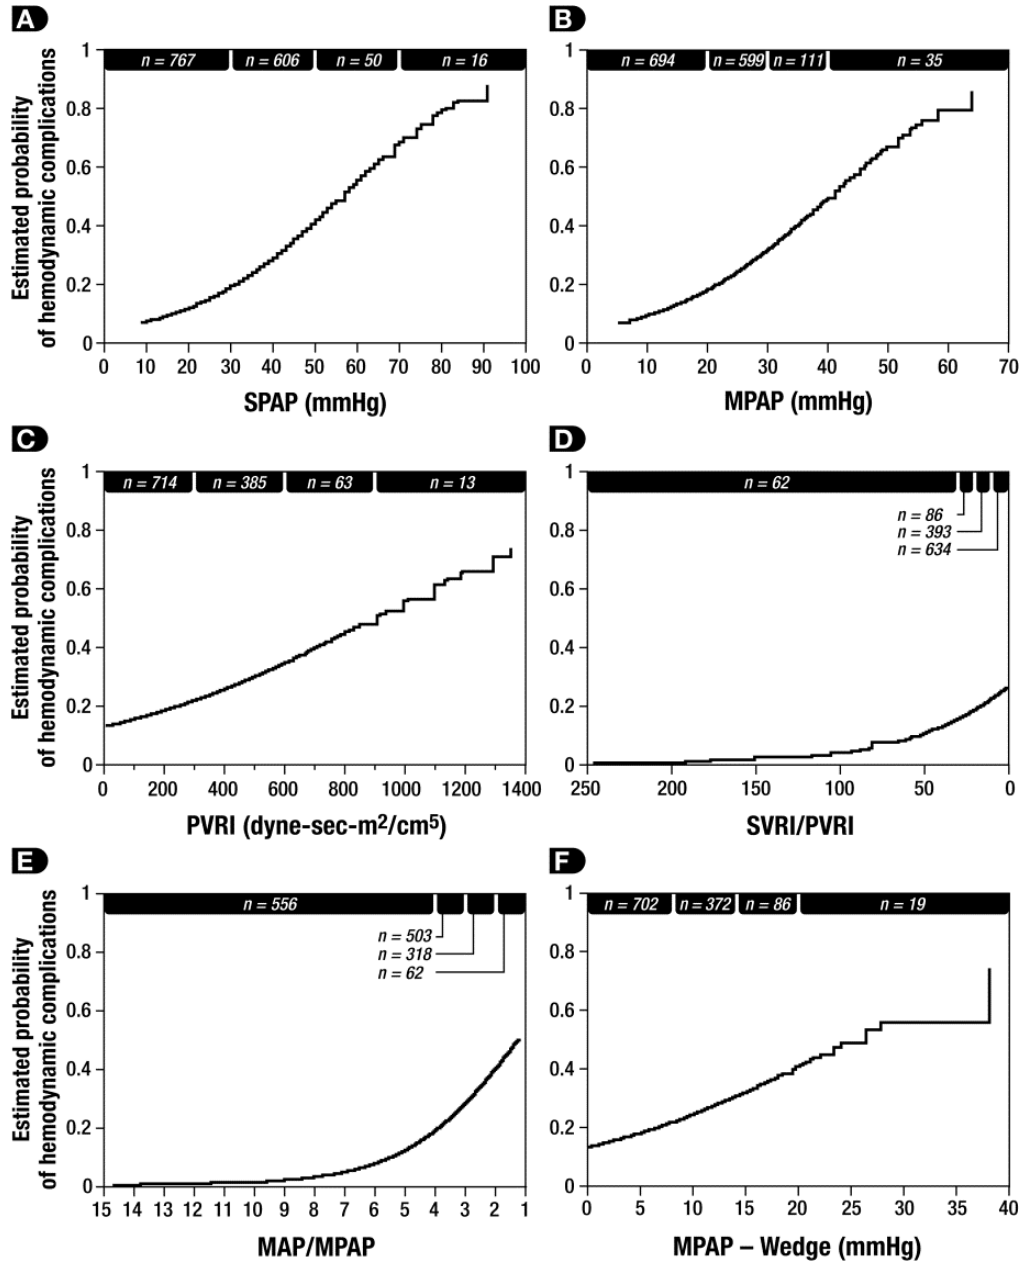 A
Estimated probability
of hemodynamic complications
1
0.8
0.6
0.4
0.2
0
n = 767 n = 606 n = 50 n = 16
0 10 20 30 40 50 60 70 80 90 100
SPAP (mmHg)
B
1
0.8
0.6
0.4
0.2
0
n = 694 n = 599 n = 111 n = 35
0 10 20 30 40 50 60 70
MPAP (mmHg)
C
Estimated probability
of hemodynamic complications
1
0.8
0.6
0.4
0.2
0
n = 714 n = 385 n = 63 n = 13
0 200 400 600 800 1000 1200 1400
PVRI (dyne-sec-m²/cm⁵)
D
1
0.8
0.6
0.4
0.2
0
n = 62
n = 86
n = 393
n = 634
250 200 150 100 50 0
SVRI/PVRI
E
Estimated probability
of hemodynamic complications
1
0.8
0.6
0.4
0.2
0
n = 556
n = 503
n = 318
n = 62
15 14 13 12 11 10 9 8 7 6 5 4 3 2 1
MAP/MPAP
F
1
0.8
0.6
0.4
0.2
0
n = 702 n = 372 n = 86 n = 19
0 5 10 15 20 25 30 35 40
MPAP – Wedge (mmHg)